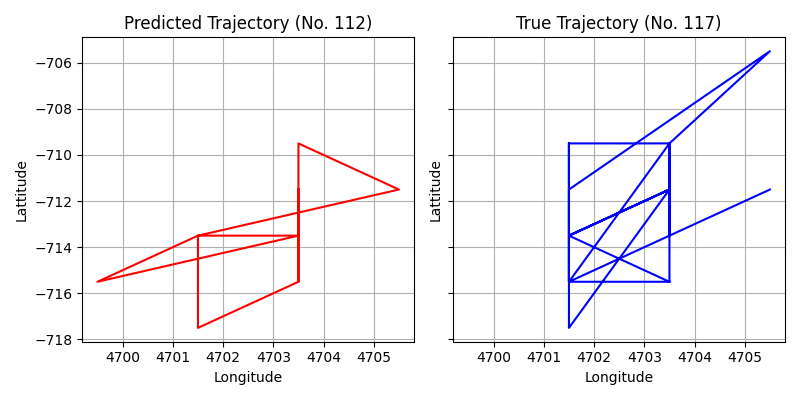 Predicted Trajectory (No. 112)
True Trajectory (No. 117)
−706
−708
−710
−712
−714
−716
−718
Lattitude
Lattitude
4700 4701 4702 4703 4704 4705
4700 4701 4702 4703 4704 4705
Longitude
Longitude